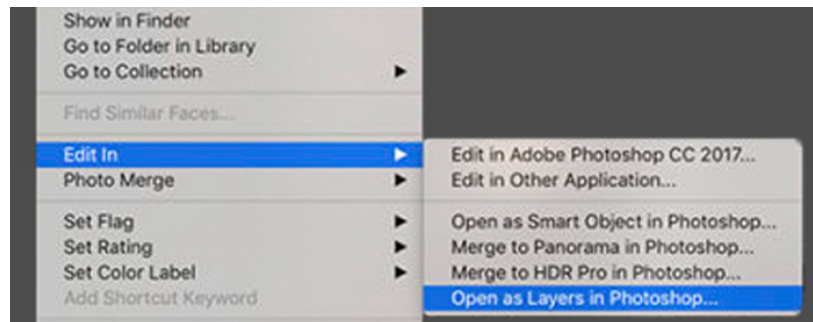 Show in Finder
Go to Folder in Library
Go to Collection
Find Similar Faces...
Edit In
Photo Merge
Set Flag
Set Rating
Set Color Label
Add Shortcut Keyword
Edit in Adobe Photoshop CC 2017...
Edit in Other Application...
Open as Smart Object in Photoshop...
Merge to Panorama in Photoshop...
Merge to HDR Pro in Photoshop...
Open as Layers in Photoshop...